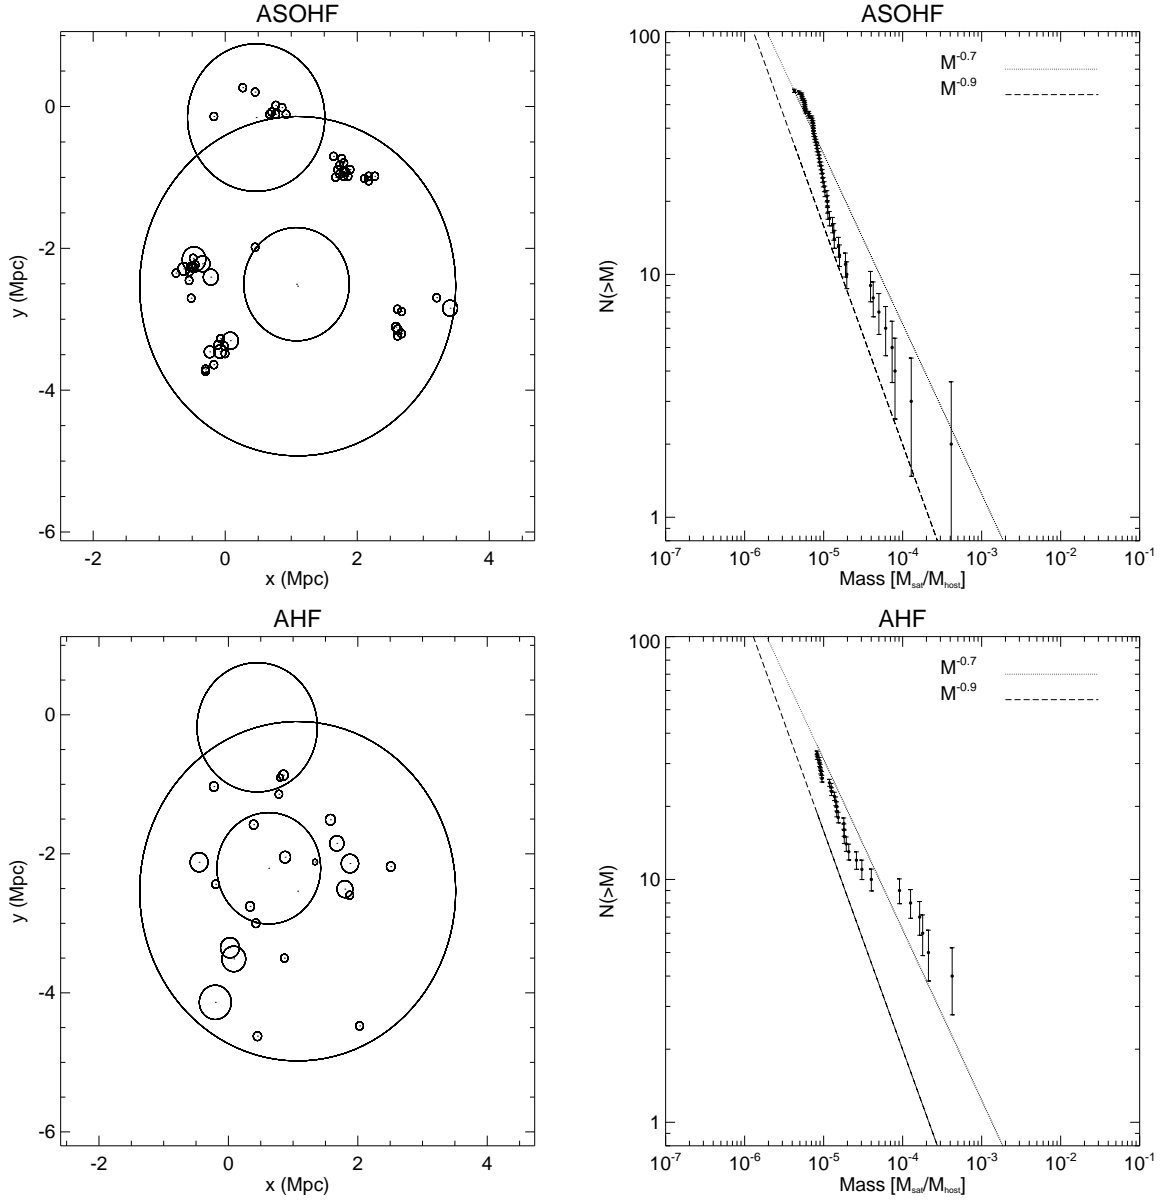 ASOHF
0
-2
-4
-6
y (Mpc)
-2 0 2 4
x (Mpc)
ASOHF
M^-0.7
M^-0.9
100
10
1
N(>M)
10^-7 10^-6 10^-5 10^-4 10^-3 10^-2 10^-1
Mass [M_sat/M_host]
AHF
0
-2
-4
-6
y (Mpc)
-2 0 2 4
x (Mpc)
AHF
M^-0.7
M^-0.9
100
10
1
N(>M)
10^-7 10^-6 10^-5 10^-4 10^-3 10^-2 10^-1
Mass [M_sat/M_host]